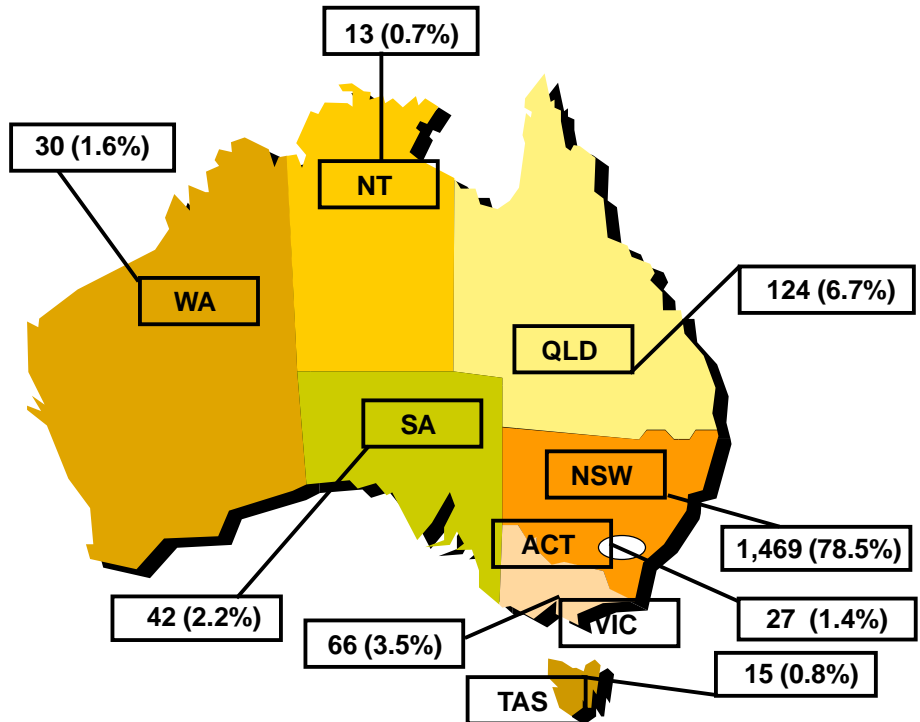 13 (0.7%)
30 (1.6%)
NT
WA
124 (6.7%)
QLD
SA
NSW
ACT
1,469 (78.5%)
42 (2.2%)
66 (3.5%)
VIC
27 (1.4%)
15 (0.8%)
TAS